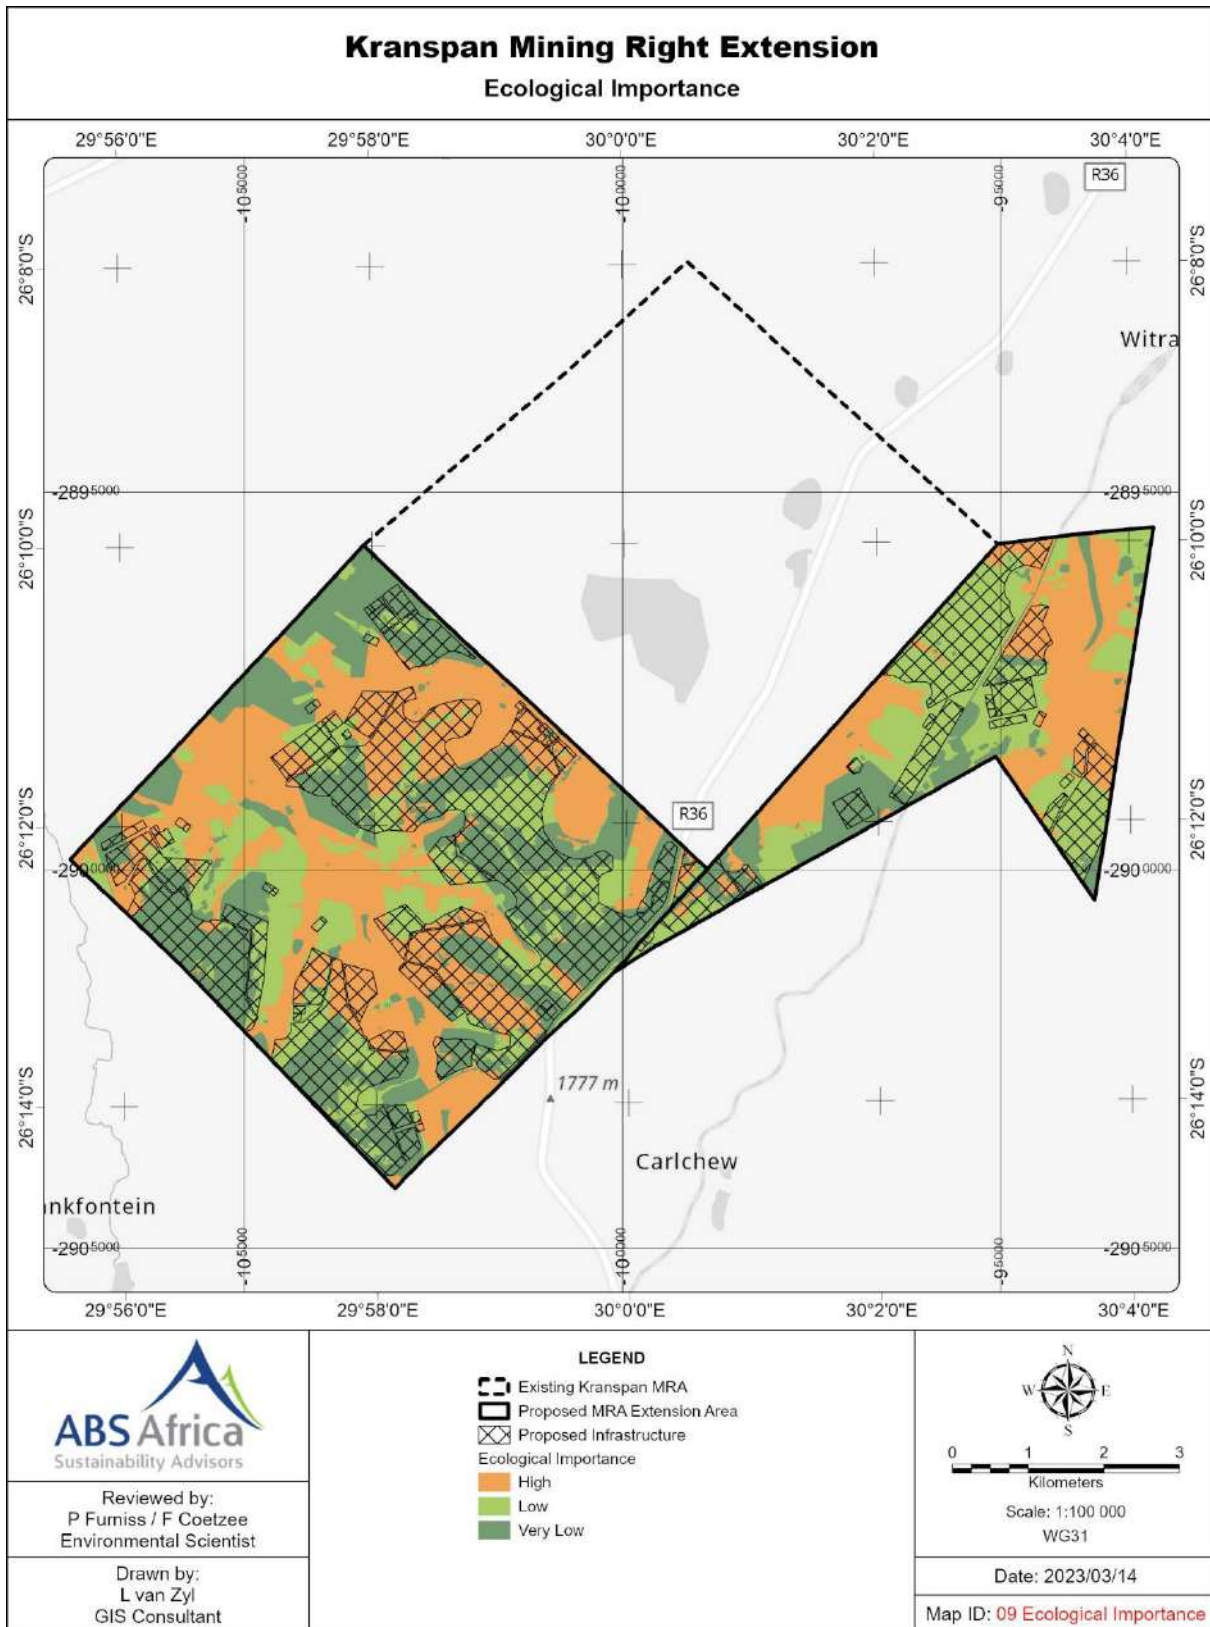 Kranspan Mining Right Extension
Ecological Importance
29°56'0"E 29°58'0"E 30°0'0"E 30°2'0"E 30°4'0"E
-105000 -100000 -95000
R36
26°8'0"S 26°8'0"S
Witra
-2895000 -2895000
26°10'0"S 26°10'0"S
R36
26°12'0"S 26°12'0"S
-2900000 -2900000
1777 m
26°14'0"S 26°14'0"S
Carlchew
nkfontein
-2905000 -2905000
-105000 -100000 -95000
29°56'0"E 29°58'0"E 30°0'0"E 30°2'0"E 30°4'0"E
ABS Africa
Sustainability Advisors
Reviewed by:
P Furniss / F Coetzee
Environmental Scientist
Drawn by:
L van Zyl
GIS Consultant
LEGEND
Existing Kranspan MRA
Proposed MRA Extension Area
Proposed Infrastructure
Ecological Importance
High
Low
Very Low
N
W E
S
0 1 2 3
Kilometers
Scale: 1:100 000
WG31
Date: 2023/03/14
Map ID: 09 Ecological Importance